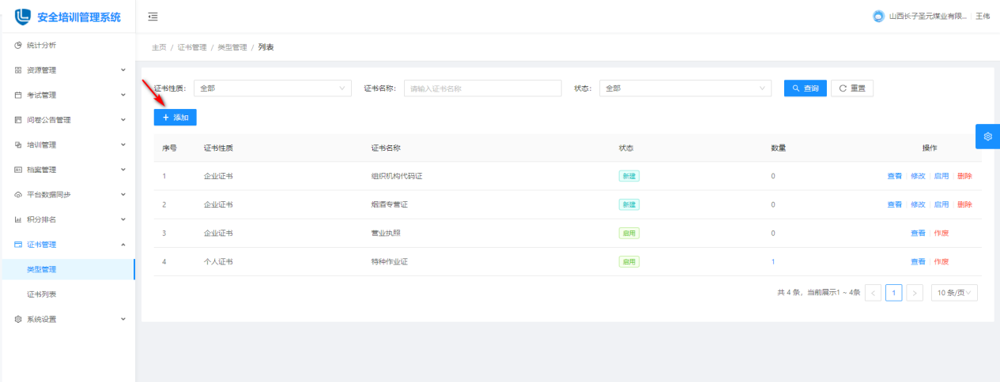 安全培训管理系统
山西长子圣元煤业有限... 王伟
统计分析
资源管理
考试管理
问卷公告管理
培训管理
档案管理
平台数据同步
积分排名
证书管理
类型管理
证书列表
系统设置
主页 / 证书管理 / 类型管理 / 列表
证书性质: 全部 证书名称: 请输入证书名称 状态: 全部 查询 重置
+ 添加
序号 证书性质 证书名称 状态 数量 操作
1 企业证书 组织机构代码证 新建 0 查看 修改 启用 删除
2 企业证书 烟酒专营证 新建 0 查看 修改 启用 删除
3 企业证书 营业执照 启用 0 查看 作废
4 个人证书 特种作业证 启用 1 查看 作废
共 4 条，当前展示1 ~ 4条 < 1 > 10 条/页